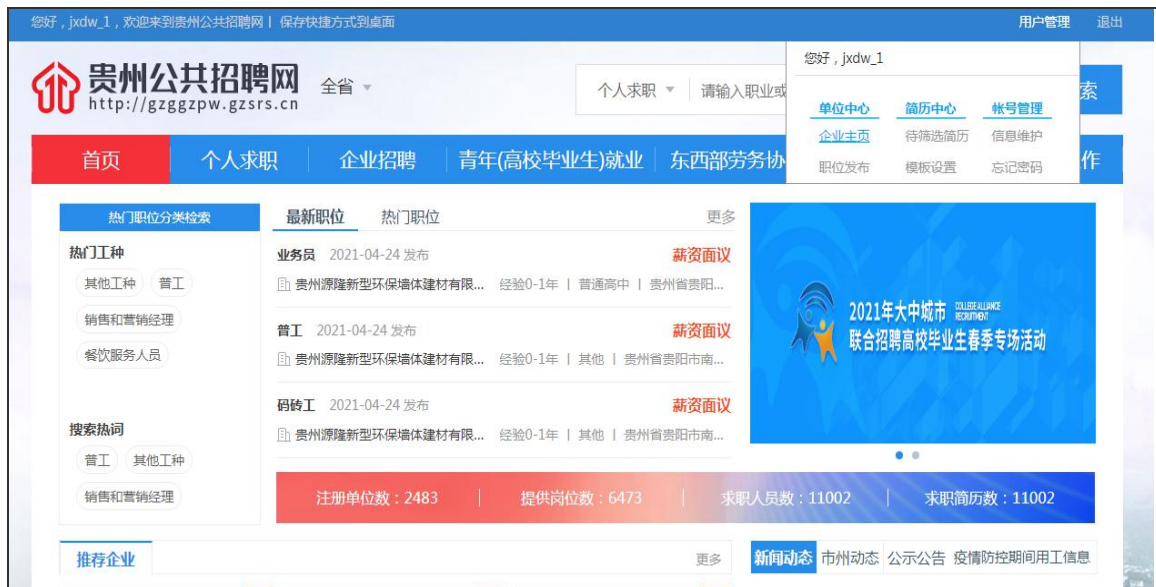 您好，jxdw_1，欢迎来到贵州公共招聘网 | 保存快捷方式到桌面 用户管理 退出
您好，jxdw_1
贵州公共招聘网 全省
http://gzggzpw.gzsrs.cn
个人求职 请输入职业或 索
单位中心 简历中心 帐号管理
企业主页 待筛选简历 信息维护
职位发布 模板设置 忘记密码
首页 个人求职 企业招聘 青年(高校毕业生)就业 东西部劳务协 作
热门职位分类检索
热门工种
其他工种 普工
销售和营销经理
餐饮服务人员
搜索热词
普工 其他工种
销售和营销经理
最新职位 热门职位 更多
业务员 2021-04-24 发布 薪资面议
贵州源隆新型环保墙体建材有限... 经验0-1年 | 普通高中 | 贵州省贵阳...
普工 2021-04-24 发布 薪资面议
贵州源隆新型环保墙体建材有限... 经验0-1年 | 其他 | 贵州省贵阳市南...
码砖工 2021-04-24 发布 薪资面议
贵州源隆新型环保墙体建材有限... 经验0-1年 | 其他 | 贵州省贵阳市南...
2021年大中城市 COLLEGE ALLIANCE RECRUITMENT
联合招聘高校毕业生春季专场活动
注册单位数：2483 | 提供岗位数：6473 | 求职人员数：11002 | 求职简历数：11002
推荐企业 更多
新闻动态 市州动态 公示公告 疫情防控期间用工信息